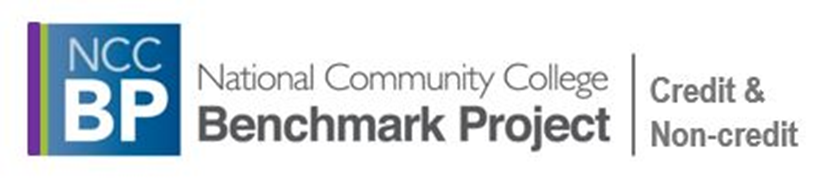 NCC
BP
National Community College
Benchmark Project
Credit &
Non-credit